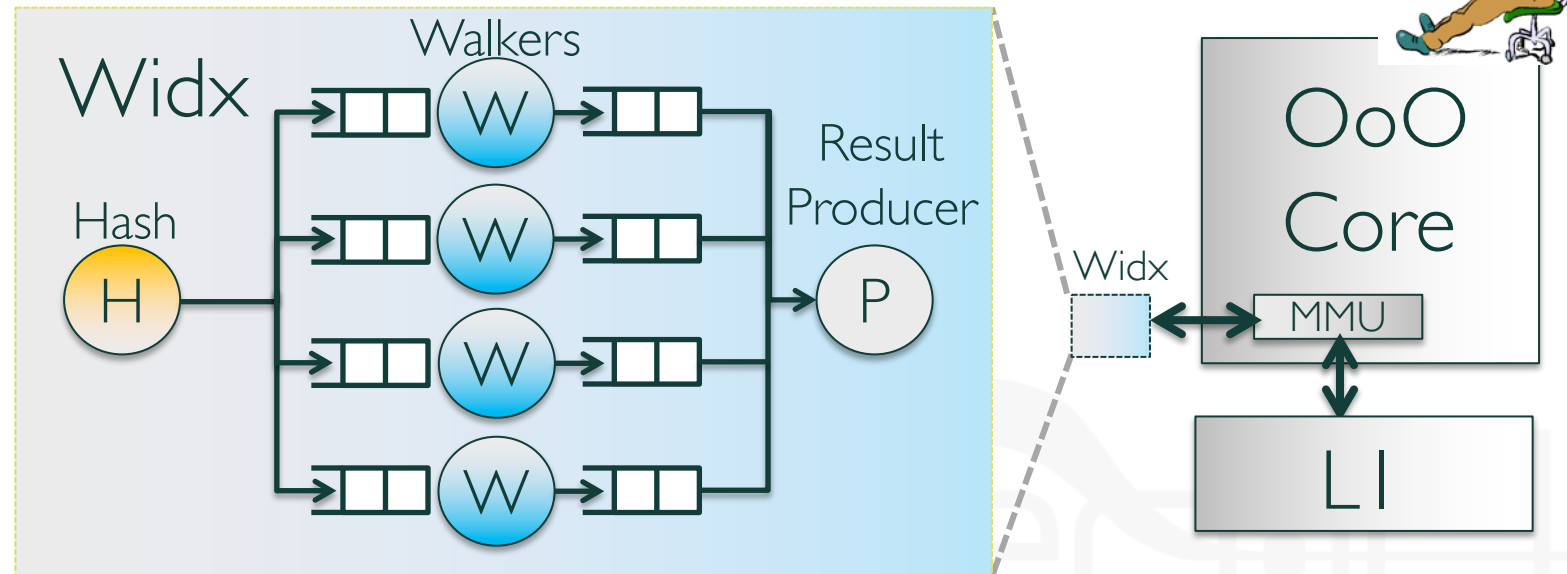 Walkers
Widx
W
Result
Producer
Hash
W
H
P
W
W
Widx
OoO
Core
MMU
L1